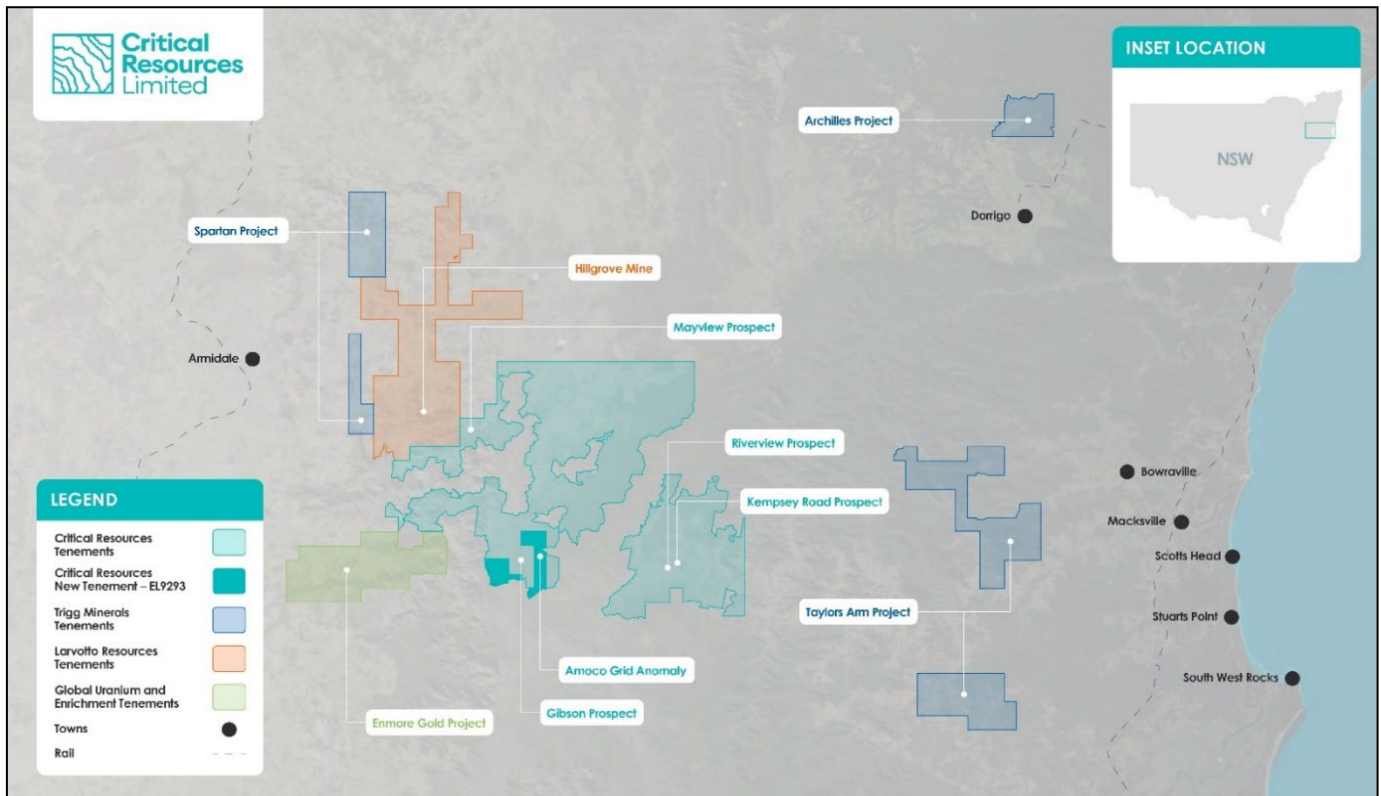 Critical
Resources
Limited
INSET LOCATION
NSW
Archilles Project
Dorrigo
Spartan Project
Hillgrove Mine
Mayview Prospect
Armidale
Riverview Prospect
Bowraville
Kempsey Road Prospect
Macksville
Scotts Head
Taylors Arm Project
Stuarts Point
Amoco Grid Anomaly
South West Rocks
Gibson Prospect
Enmore Gold Project
LEGEND
Critical Resources
Tenements
Critical Resources
New Tenement – EL9293
Trigg Minerals
Tenements
Larvotto Resources
Tenements
Global Uranium and
Enrichment Tenements
Towns
Rail